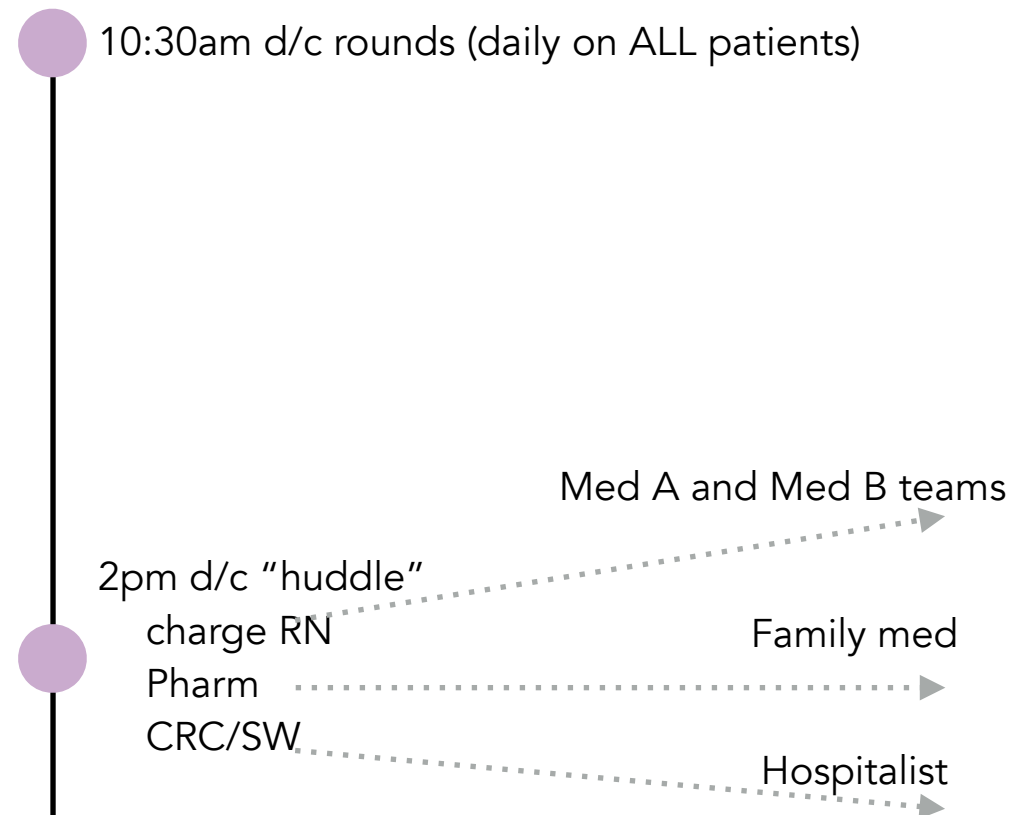 10:30am d/c rounds (daily on ALL patients)
Med A and Med B teams
2pm d/c “huddle”
charge RN
Family med
Pharm
CRC/SW
Hospitalist